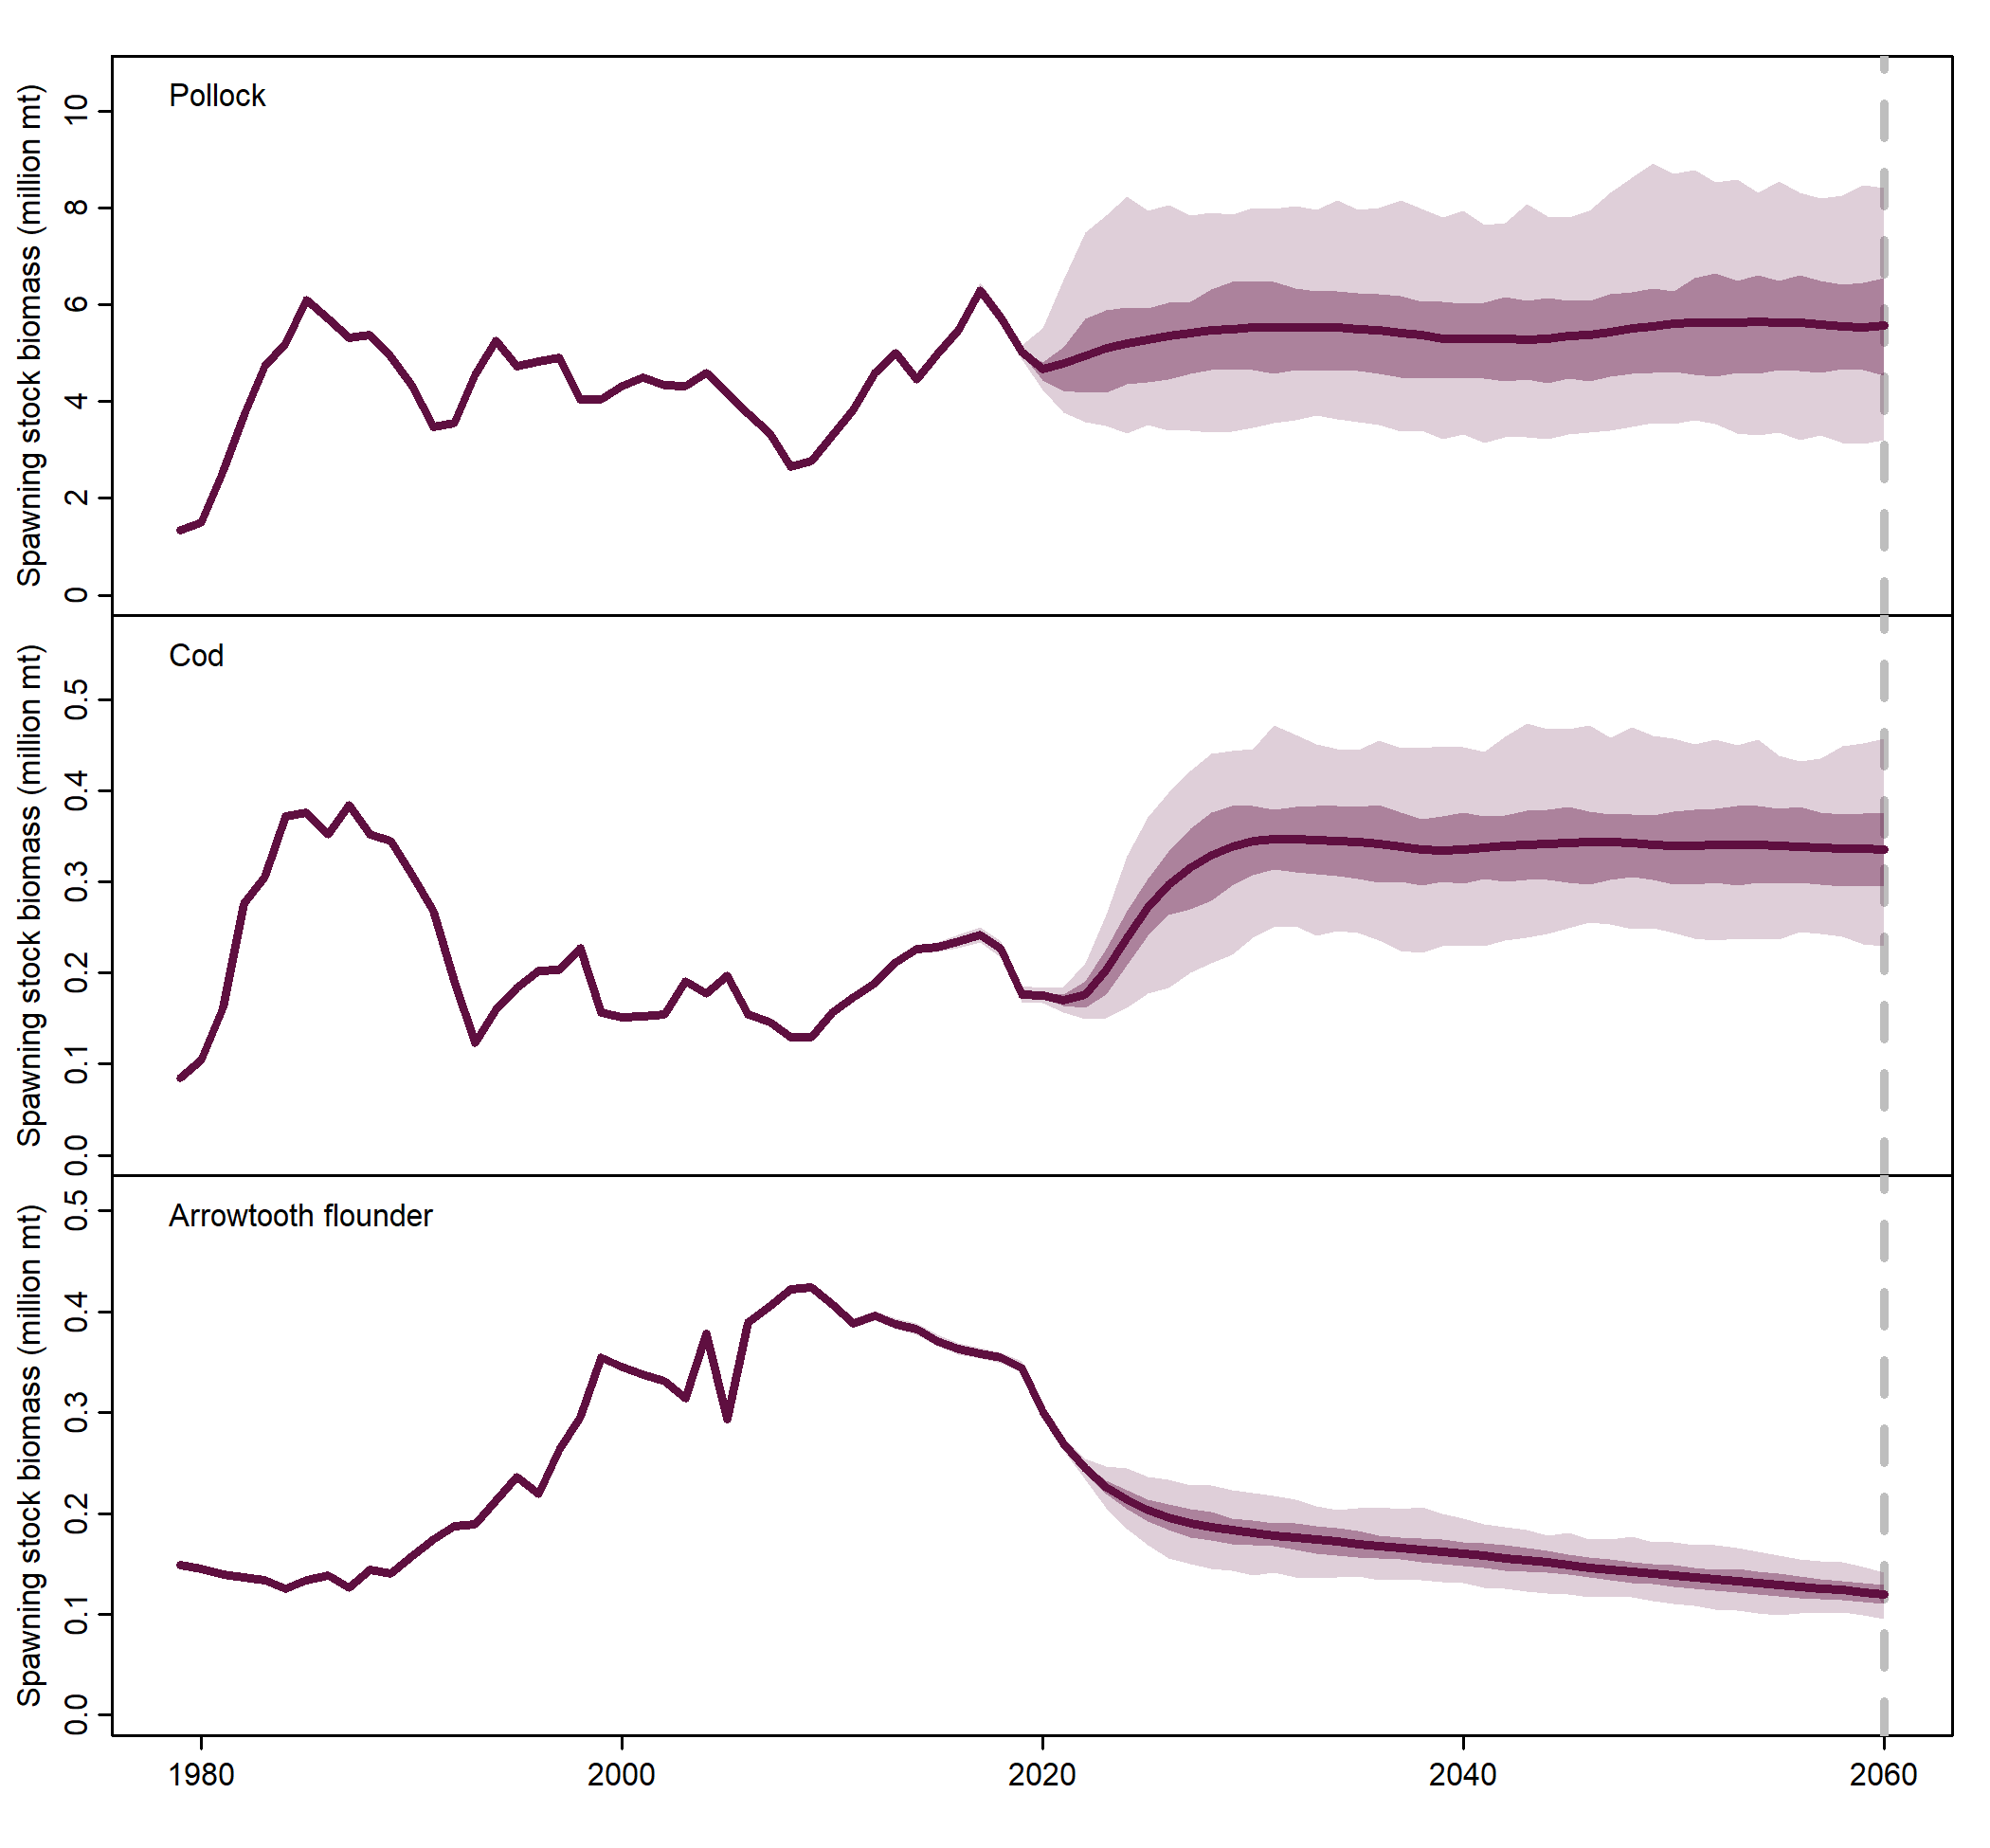 Pollock
Spawning stock biomass (million mt)
10
8
6
4
2
0
Cod
Spawning stock biomass (million mt)
0.5
0.4
0.3
0.2
0.1
0.0
Arrowtooth flounder
Spawning stock biomass (million mt)
0.5
0.4
0.3
0.2
0.1
0.0
1980 2000 2020 2040 2060